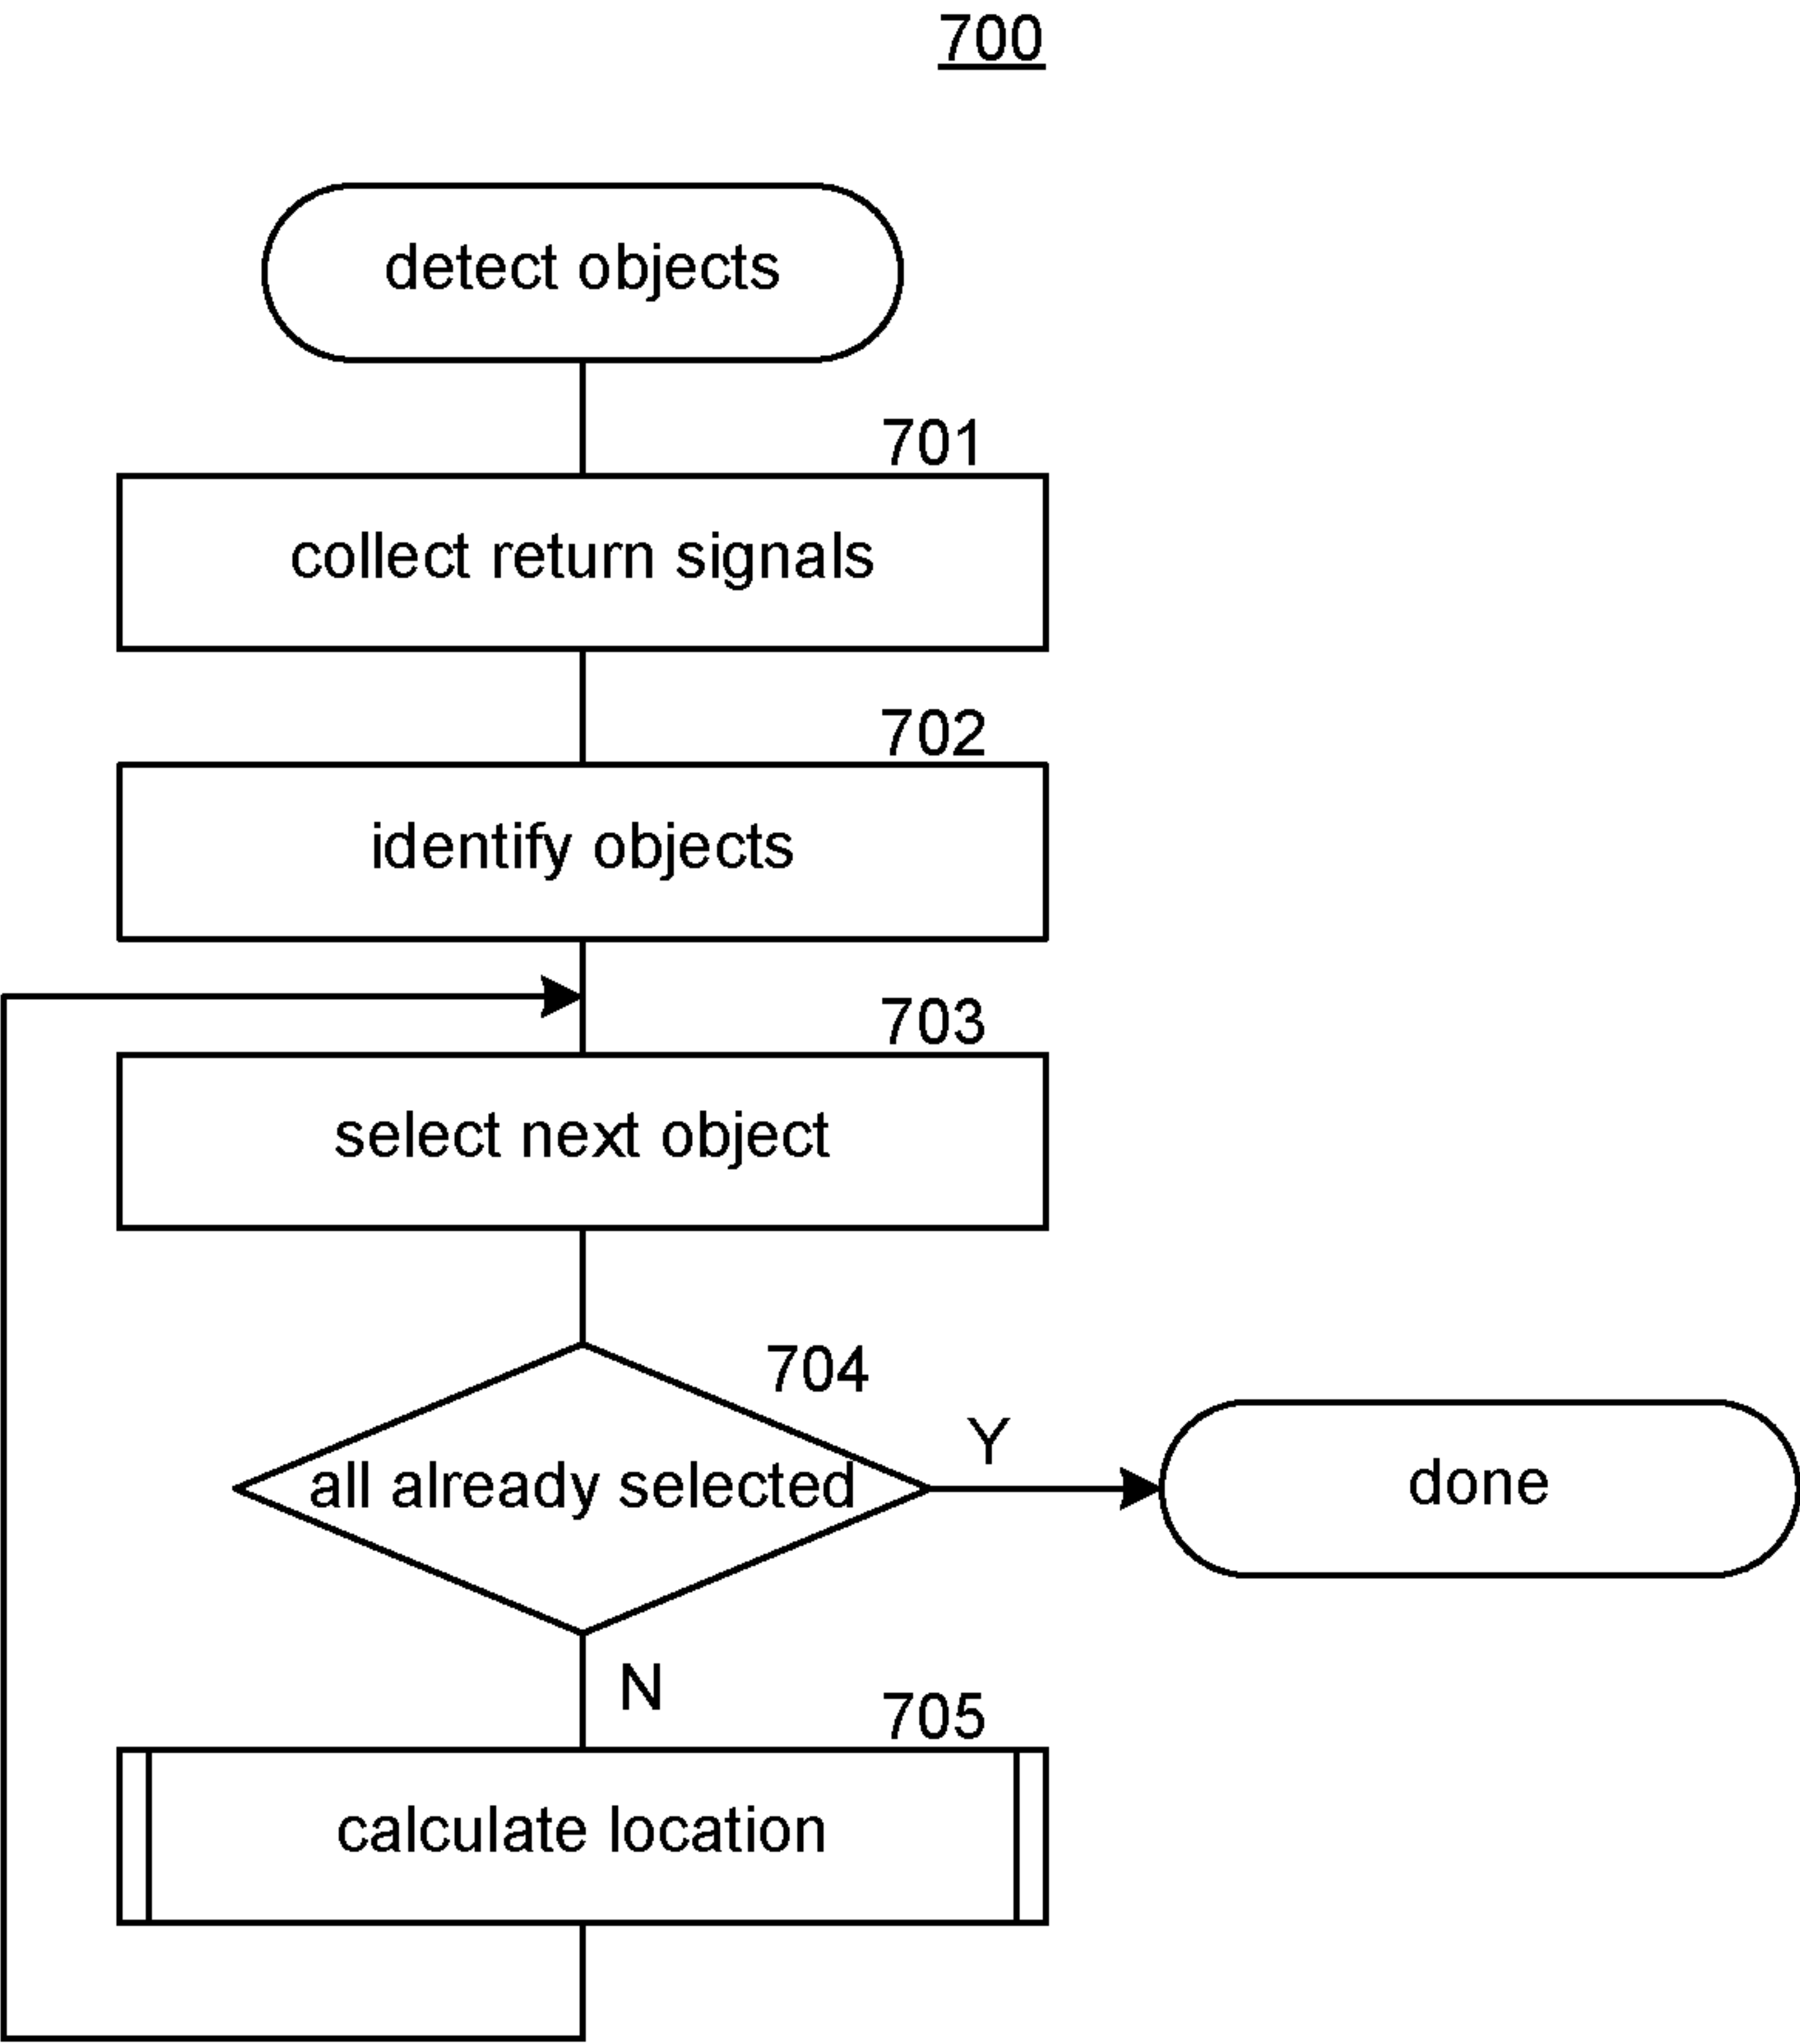 700
detect objects
701
collect return signals
702
identify objects
703
select next object
704
all already selected
Y
done
N
705
calculate location